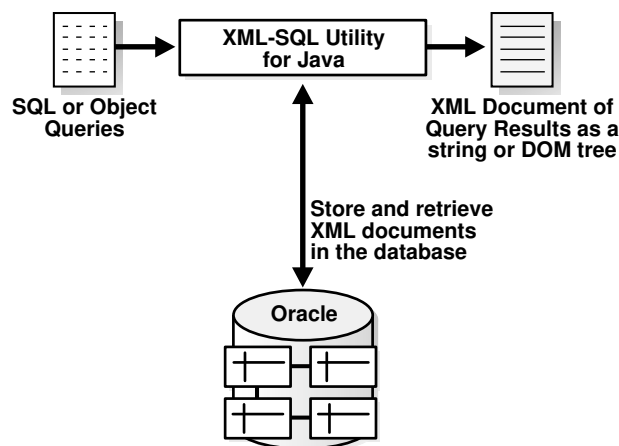 XML-SQL Utility
for Java
SQL or Object
Queries
XML Document of
Query Results as a
string or DOM tree
Store and retrieve
XML documents
in the database
Oracle